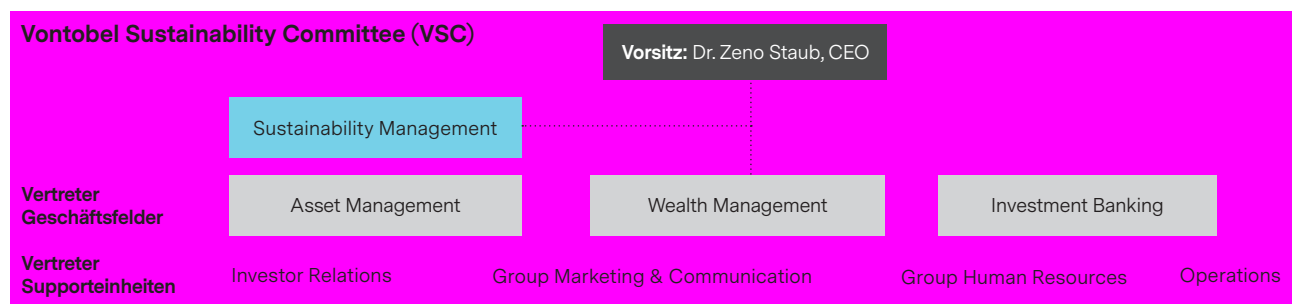 Vontobel Sustainability Committee (VSC)
Vorsitz: Dr. Zeno Staub, CEO
Sustainability Management
Vertreter
Geschäftsfelder
Asset Management
Wealth Management
Investment Banking
Vertreter
Supporteinheiten
Investor Relations
Group Marketing & Communication
Group Human Resources
Operations